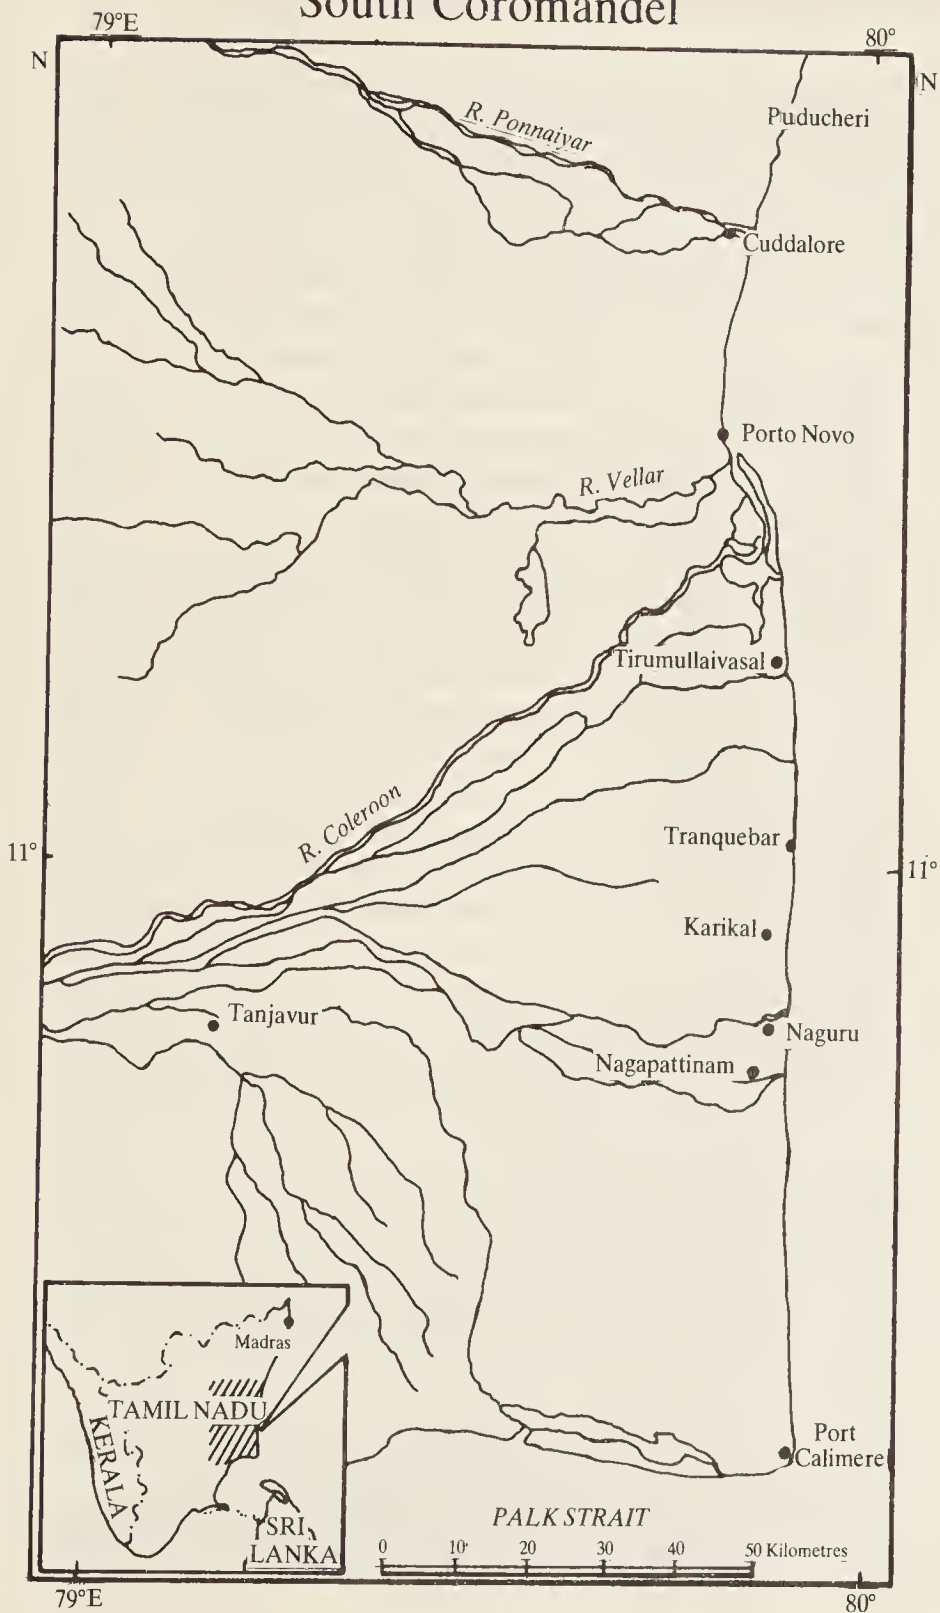 South Coromandel
79°E
80°
N
N
R. Ponnaiyar
Puducheri
Cuddalore
Porto Novo
R. Vellar
Tirumullaivasal
R. Coleroon
Tranquebar
11°
11°
Karikal
Tanjavur
Naguru
Nagapattinam
Madras
TAMIL NADU
KERALA
Port
Calimere
PALK STRAIT
SRI
LANKA
0 10 20 30 40 50 Kilometres
79°E
80°